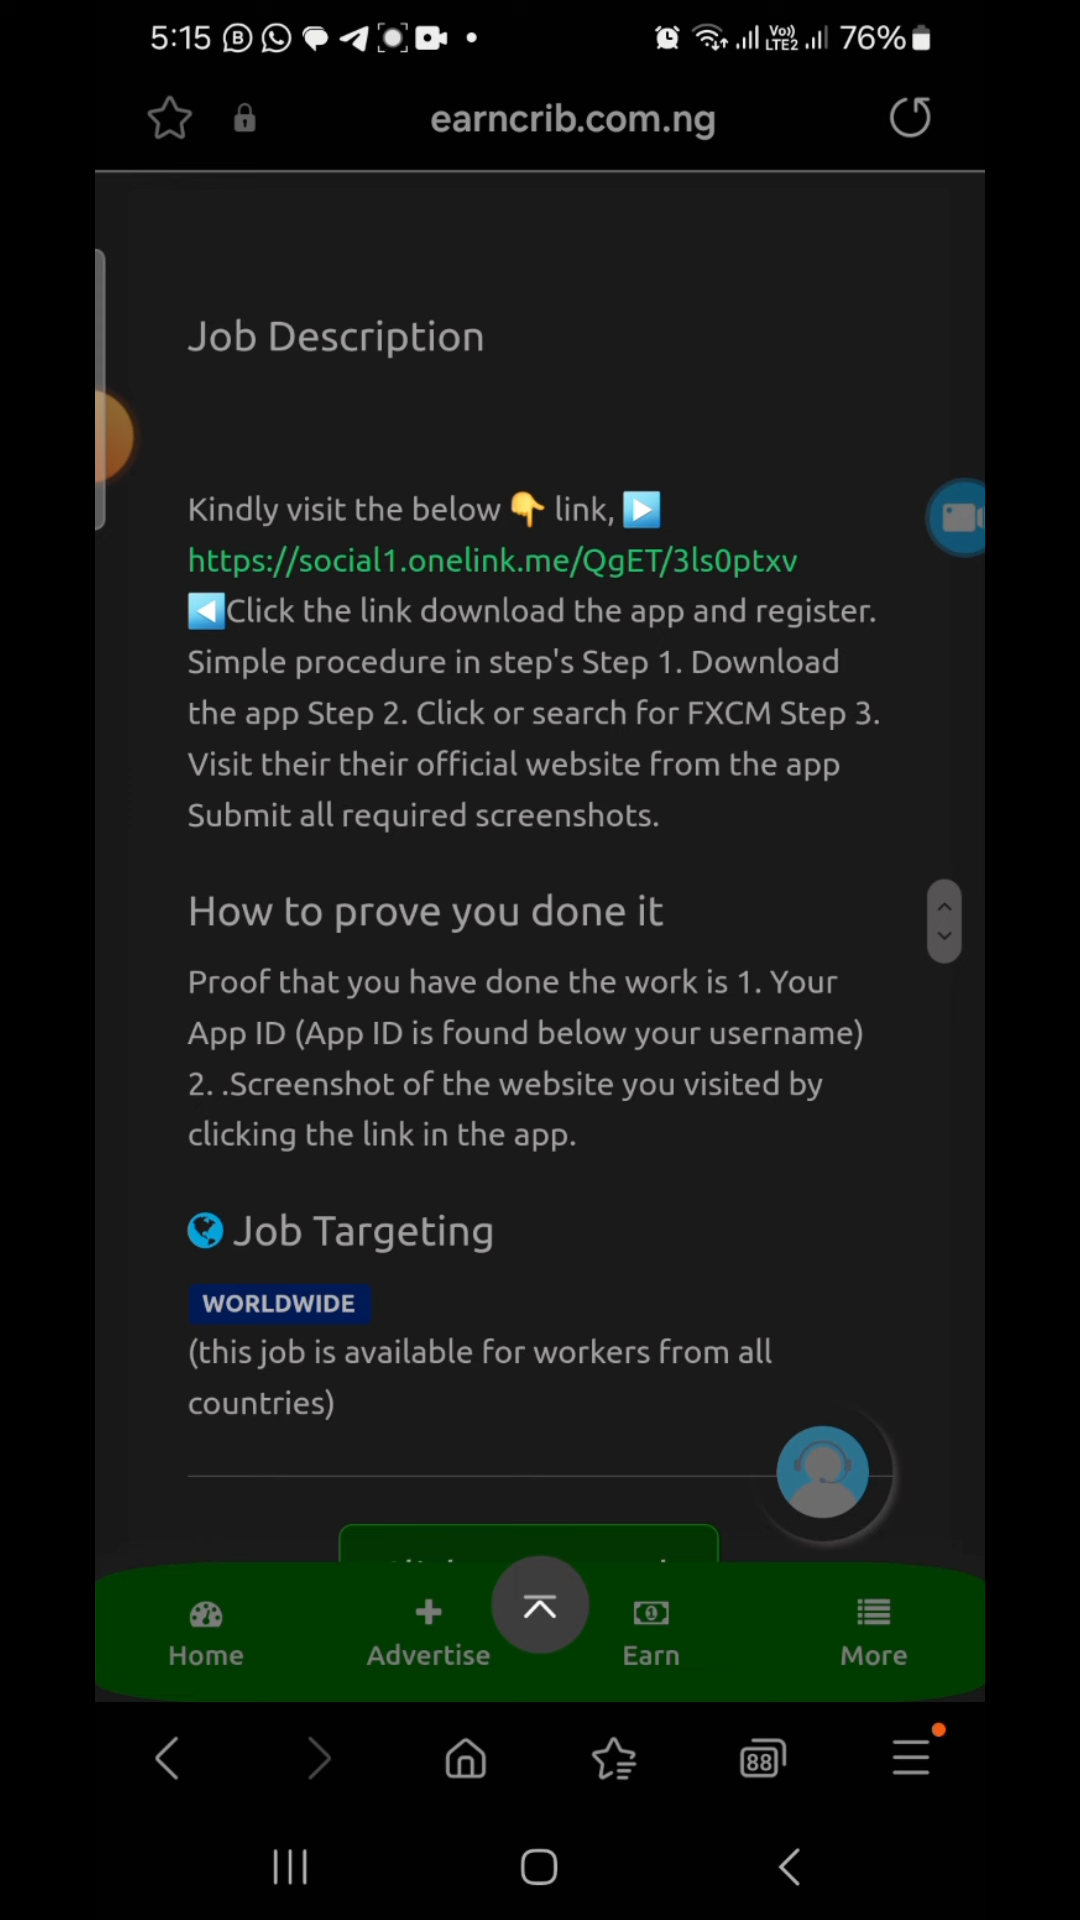 5:15
Vo))
LTE2
76%
earncrib.com.ng
Job Description
Kindly visit the below 👇 link, ▶️
https://social1.onelink.me/QgET/3ls0ptxv
◀️Click the link download the app and register.
Simple procedure in step's Step 1. Download
the app Step 2. Click or search for FXCM Step 3.
Visit their their official website from the app
Submit all required screenshots.
How to prove you done it
Proof that you have done the work is 1. Your
App ID (App ID is found below your username)
2. .Screenshot of the website you visited by
clicking the link in the app.
Job Targeting
WORLDWIDE
(this job is available for workers from all
countries)
Home
Advertise
Earn
More
88